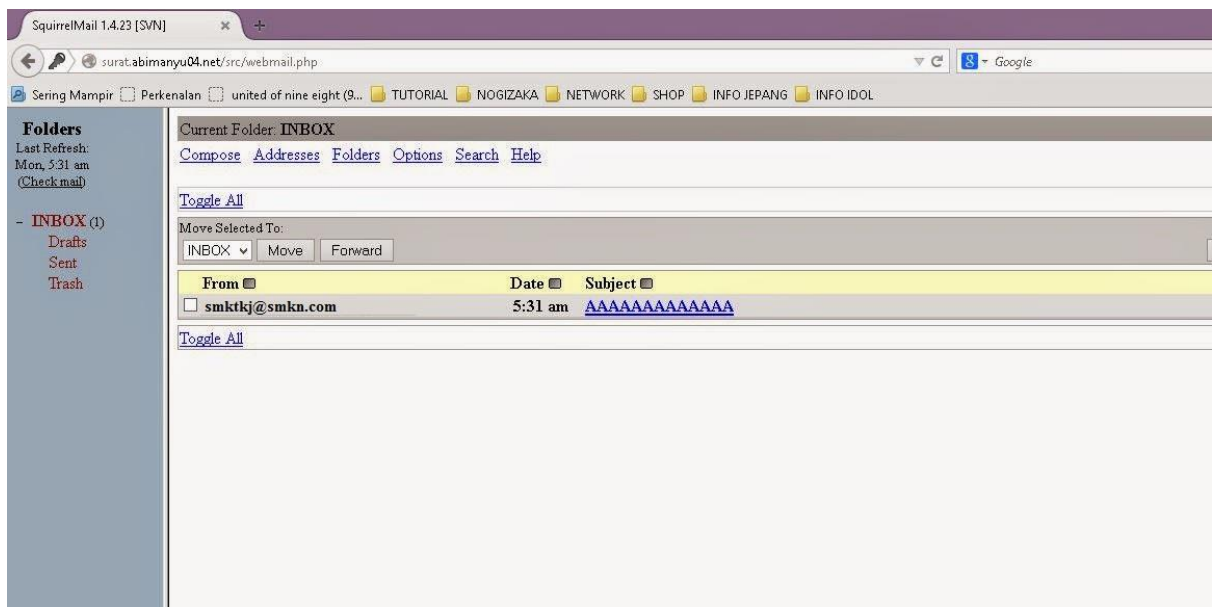 SquirrelMail 1.4.23 [SVN]
surat.abimanyu04.net/src/webmail.php
Google
Sering Mampir Perkenalan united of nine eight (9... TUTORIAL NOGIZAKA NETWORK SHOP INFO JEPANG INFO IDOL
Folders
Last Refresh:
Mon, 5:31 am
(Check mail)
– INBOX (1)
Drafts
Sent
Trash
Current Folder: INBOX
Compose Addresses Folders Options Search Help
Toggle All
Move Selected To:
INBOX Move Forward
From Date Subject
smktkj@smkn.com 5:31 am AAAAAAAAAAAAA
Toggle All